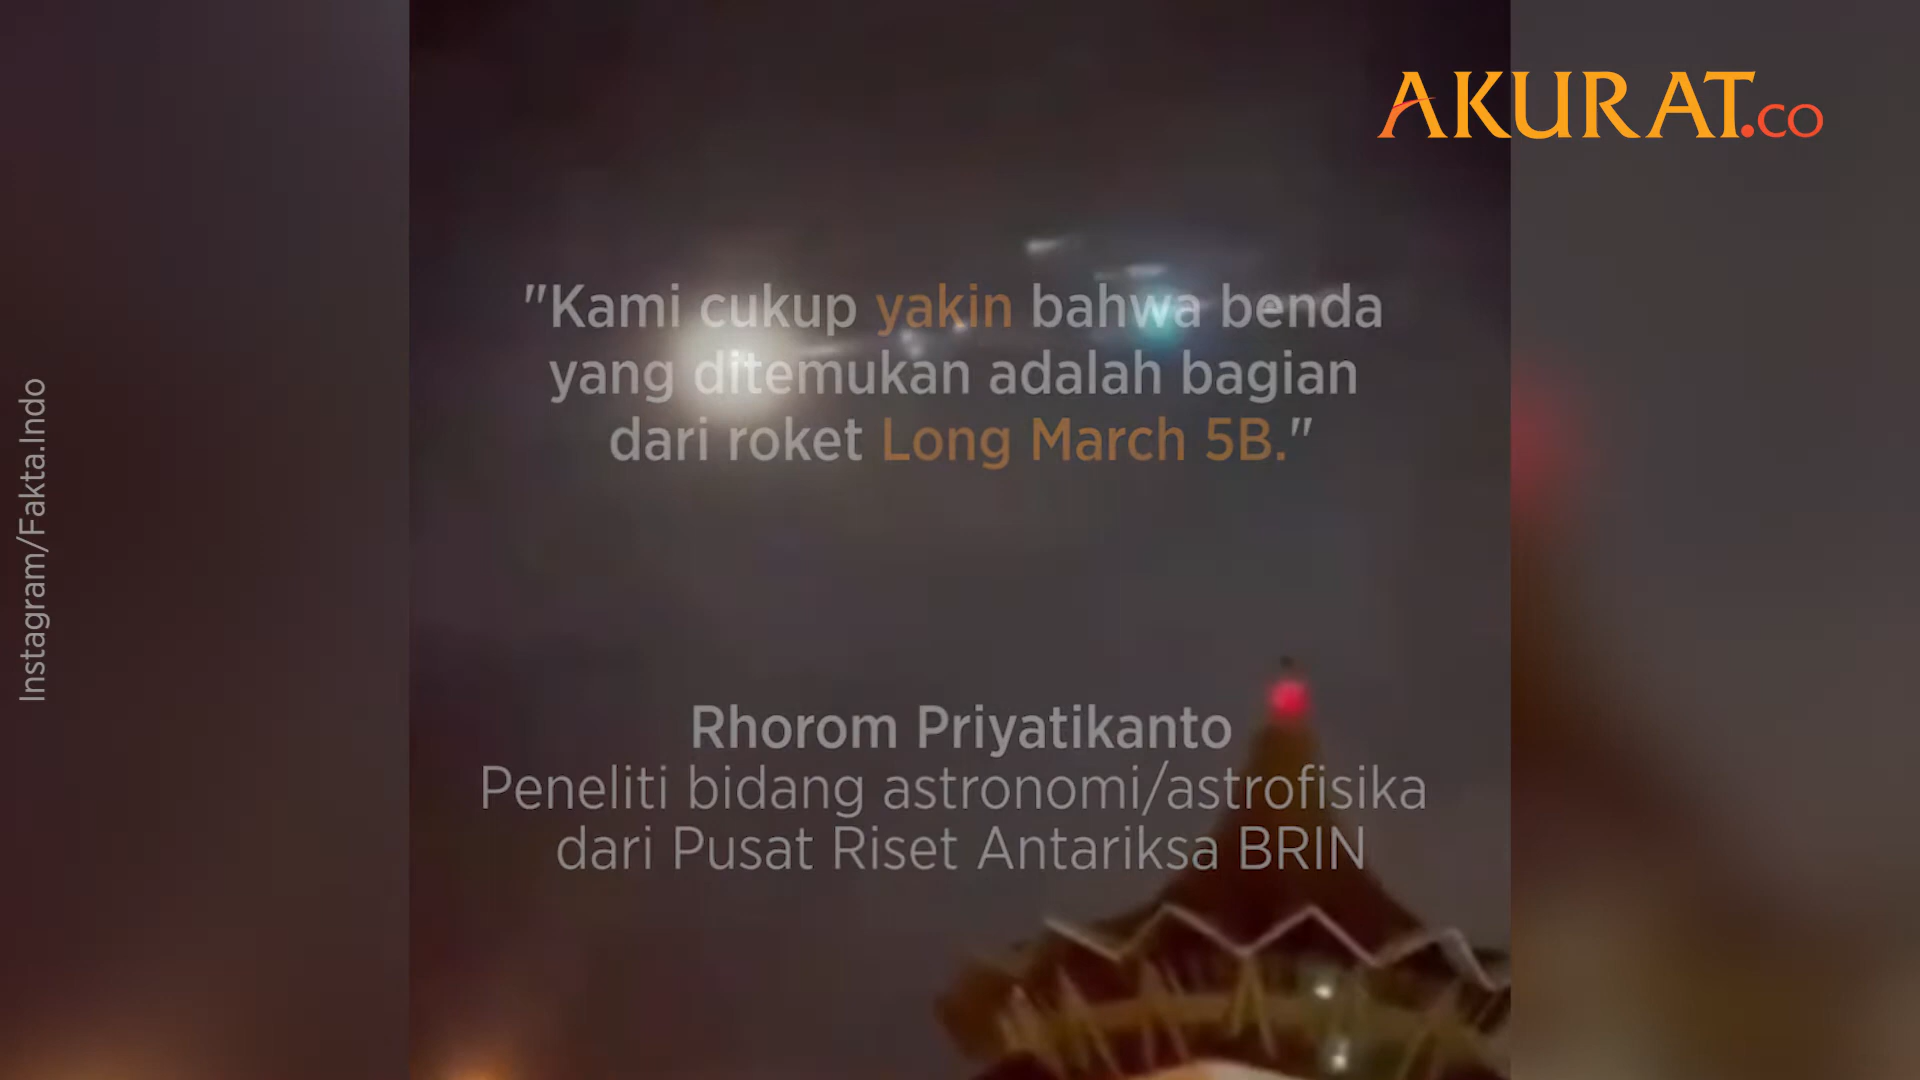 AKURAT.CO
"Kami cukup yakin bahwa benda
yang ditemukan adalah bagian
dari roket Long March 5B."
Rhorom Priyatikanto
Peneliti bidang astronomi/astrofisika
dari Pusat Riset Antariksa BRIN
Instagram/Fakta.Indo